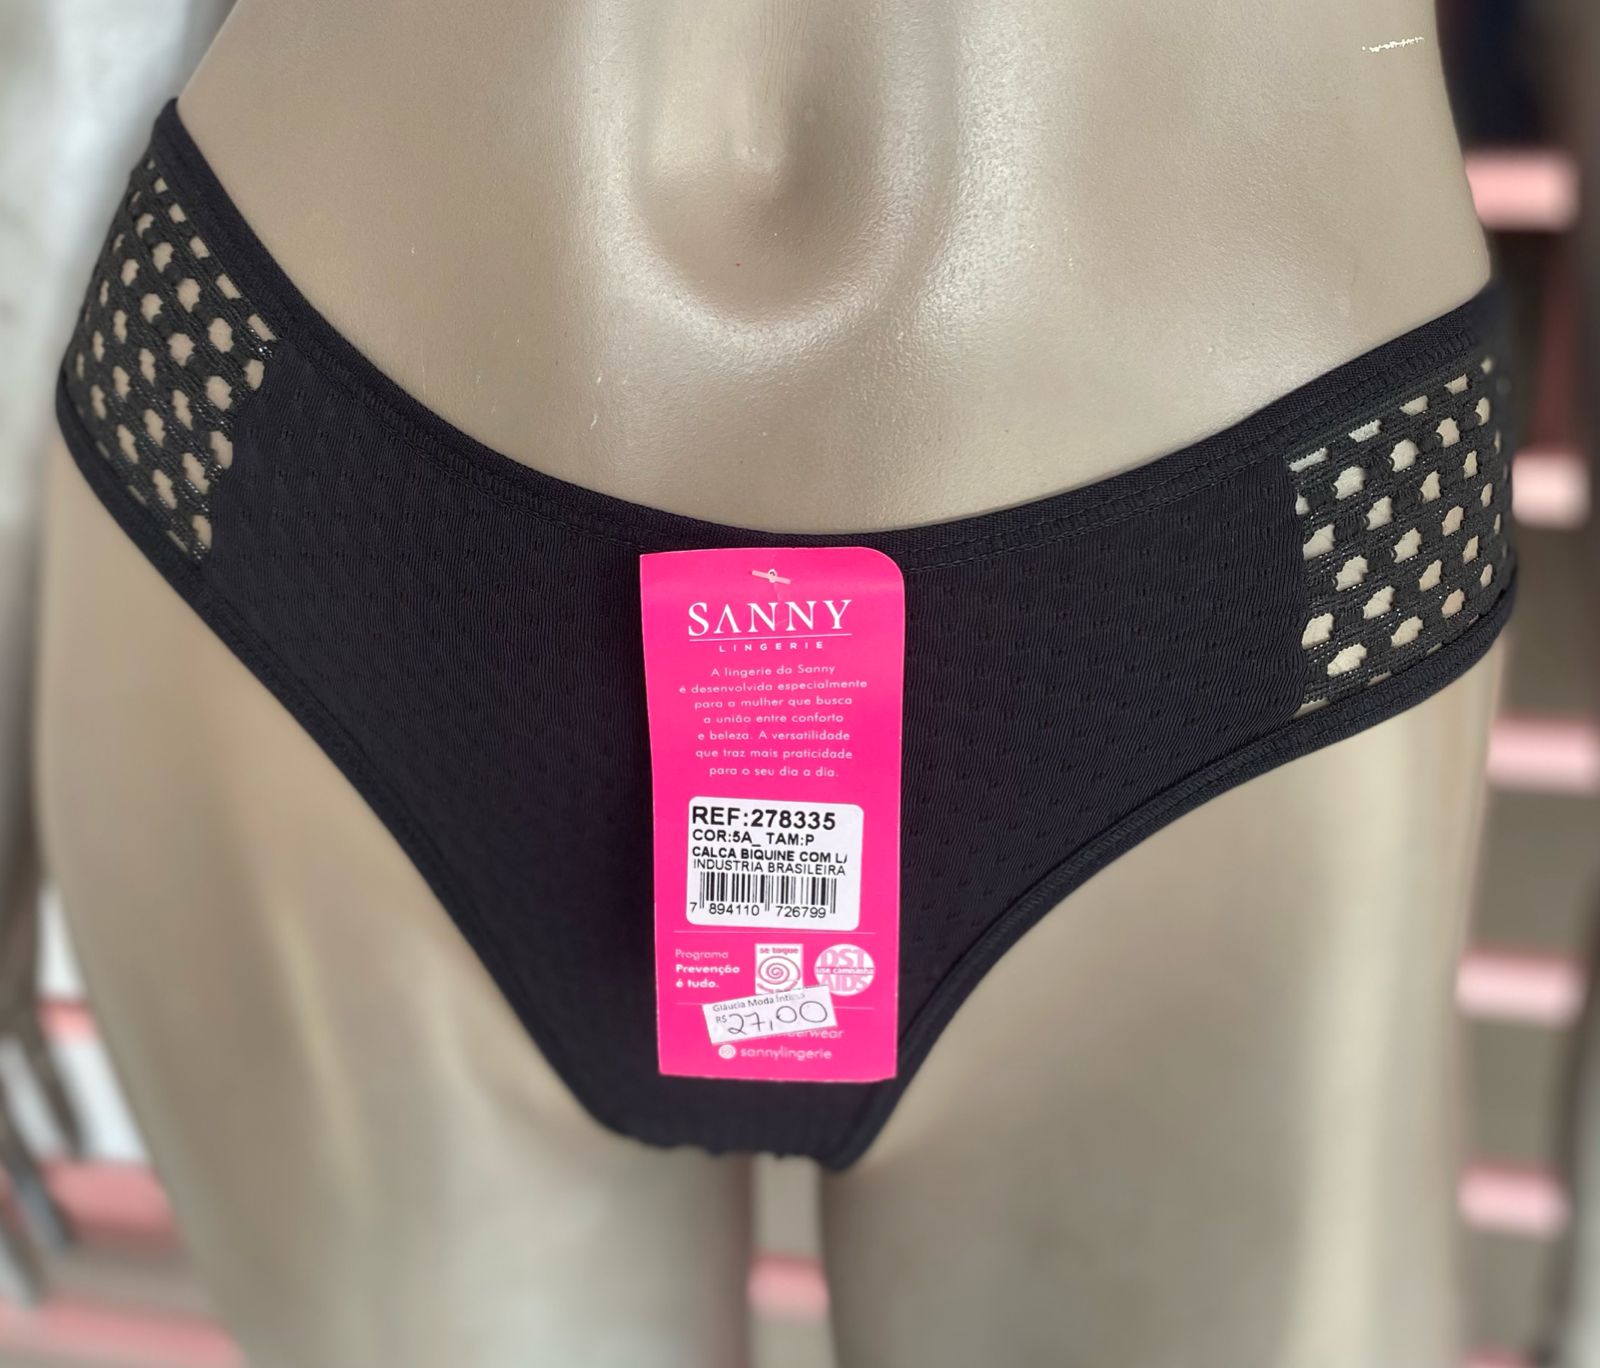 SANNY
LINGERIE
A lingerie da Sanny
é desenvolvida especialmente
para a mulher que busca
a união entre conforto
e beleza. A versatilidade
que traz mais praticidade
para o seu dia a dia.
REF:278335
COR:5A_ TAM:P
CALCA BIQUINE COM
INDUSTRIA BRASILEIRA
7 894110 726799
Programa
Prevenção
é tudo.
se toque
DST
use camisinha
AIDS
Gláucia Moda Íntima
R$ 27,00
sannylingerie